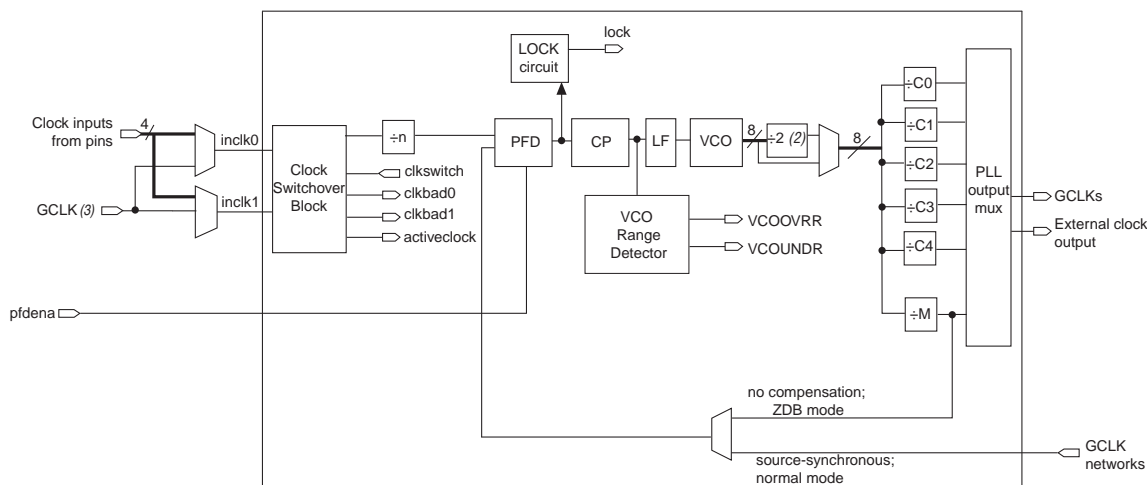 lock
LOCK
circuit
Clock inputs
from pins
4
inclk0
GCLK (3)
inclk1
Clock
Switchover
Block
÷n
clkswitch
clkbad0
clkbad1
activeclock
PFD
CP
LF
VCO
8
÷2 (2)
8
÷C0
÷C1
÷C2
÷C3
÷C4
÷M
PLL
output
mux
GCLKs
External clock
output
VCO
Range
Detector
VCOOVRR
VCOUNDR
pfdena
no compensation;
ZDB mode
source-synchronous;
normal mode
GCLK
networks